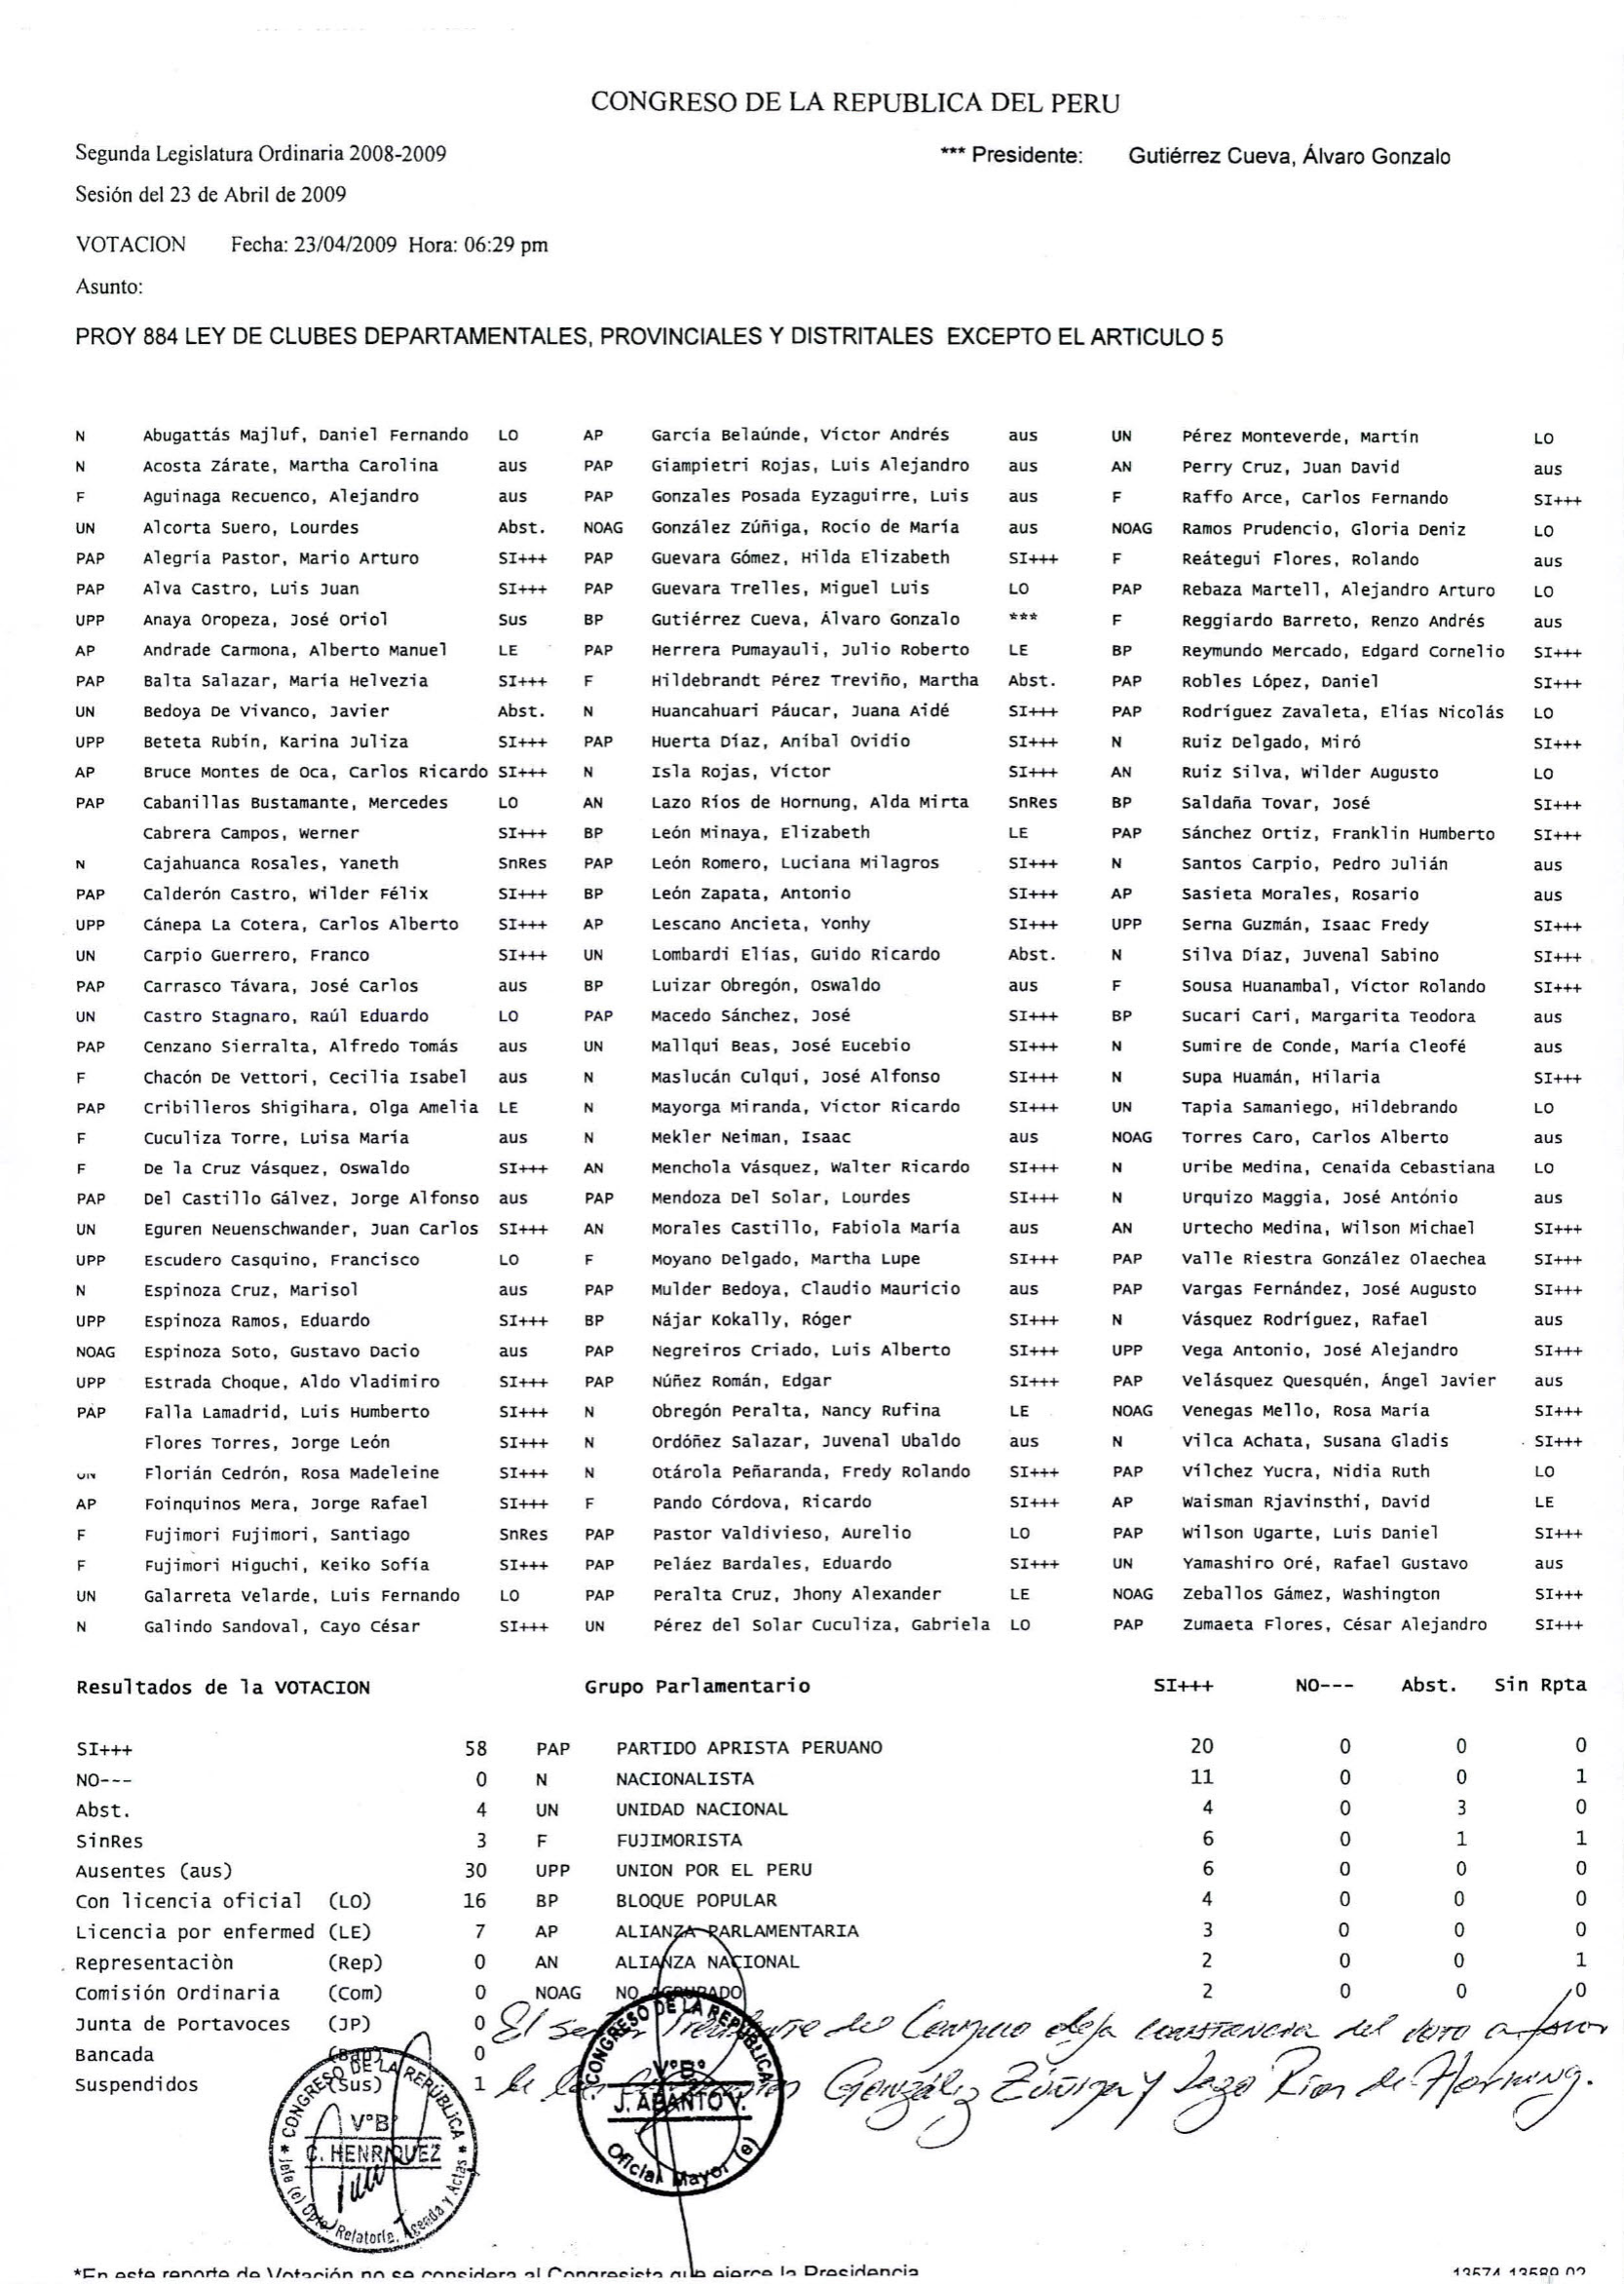 CONGRESO DE LA REPUBLICA DEL PERU
Segunda Legislatura Ordinaria 2008-2009 *** Presidente: Gutiérrez Cueva, Álvaro Gonzalo
Sesión del 23 de Abril de 2009
VOTACION Fecha: 23/04/2009 Hora: 06:29 pm
Asunto:
PROY 884 LEY DE CLUBES DEPARTAMENTALES, PROVINCIALES Y DISTRITALES EXCEPTO EL ARTICULO 5
N Abugattás Majluf, Daniel Fernando LO AP García Belaúnde, Víctor Andrés aus UN Pérez Monteverde, Martín LO
N Acosta Zárate, Martha Carolina aus PAP Giampietri Rojas, Luis Alejandro aus AN Perry Cruz, Juan David aus
F Aguinaga Recuenco, Alejandro aus PAP Gonzales Posada Eyzaguirre, Luis aus F Raffo Arce, Carlos Fernando SI+++
UN Alcorta Suero, Lourdes Abst. NOAG González Zúñiga, Rocío de María aus NOAG Ramos Prudencio, Gloria Deniz LO
PAP Alegría Pastor, Mario Arturo SI+++ PAP Guevara Gómez, Hilda Elizabeth SI+++ F Reátegui Flores, Rolando aus
PAP Alva Castro, Luis Juan SI+++ PAP Guevara Trelles, Miguel Luis LO PAP Rebaza Martell, Alejandro Arturo LO
UPP Anaya Oropeza, José Oriol Sus BP Gutiérrez Cueva, Álvaro Gonzalo *** F Reggiardo Barreto, Renzo Andrés aus
AP Andrade Carmona, Alberto Manuel LE PAP Herrera Pumayauli, Julio Roberto LE BP Reymundo Mercado, Edgard Cornelio SI+++
PAP Balta Salazar, María Helvezia SI+++ F Hildebrandt Pérez Treviño, Martha Abst. PAP Robles López, Daniel SI+++
UN Bedoya De Vivanco, Javier Abst. N Huancahuari Páucar, Juana Aidé SI+++ PAP Rodríguez Zavaleta, Elías Nicolás LO
UPP Beteta Rubín, Karina Juliza SI+++ PAP Huerta Díaz, Aníbal Ovidio SI+++ N Ruiz Delgado, Miró SI+++
AP Bruce Montes de Oca, Carlos Ricardo SI+++ N Isla Rojas, Víctor SI+++ AN Ruiz Silva, Wilder Augusto LO
PAP Cabanillas Bustamante, Mercedes LO AN Lazo Ríos de Hornung, Alda Mirta SnRes BP Saldaña Tovar, José SI+++
Cabrera Campos, Werner SI+++ BP León Minaya, Elizabeth LE PAP Sánchez Ortiz, Franklin Humberto SI+++
N Cajahuanca Rosales, Yaneth SnRes PAP León Romero, Luciana Milagros SI+++ N Santos Carpio, Pedro Julián aus
PAP Calderón Castro, Wilder Félix SI+++ BP León Zapata, Antonio SI+++ AP Sasieta Morales, Rosario aus
UPP Cánepa La Cotera, Carlos Alberto SI+++ AP Lescano Ancieta, Yonhy SI+++ UPP Serna Guzmán, Isaac Fredy SI+++
UN Carpio Guerrero, Franco SI+++ UN Lombardi Elías, Guido Ricardo Abst. N Silva Díaz, Juvenal Sabino SI+++
PAP Carrasco Távara, José Carlos aus BP Luizar Obregón, Oswaldo aus F Sousa Huanambal, Víctor Rolando SI+++
UN Castro Stagnaro, Raúl Eduardo LO PAP Macedo Sánchez, José SI+++ BP Sucari Cari, Margarita Teodora aus
PAP Cenzano Sierralta, Alfredo Tomás aus UN Mallqui Beas, José Eucebio SI+++ N Sumire de Conde, María Cleofé aus
F Chacón De Vettori, Cecilia Isabel aus N Maslucán Culqui, José Alfonso SI+++ N Supa Huamán, Hilaria SI+++
PAP Cribilleros Shigihara, Olga Amelia LE N Mayorga Miranda, Víctor Ricardo SI+++ UN Tapia Samaniego, Hildebrando LO
F Cuculiza Torre, Luisa María aus N Mekler Neiman, Isaac aus NOAG Torres Caro, Carlos Alberto aus
F De la Cruz Vásquez, Oswaldo SI+++ AN Menchola Vásquez, Walter Ricardo SI+++ N Uribe Medina, Cenaida Cebastiana LO
PAP Del Castillo Gálvez, Jorge Alfonso aus PAP Mendoza Del Solar, Lourdes SI+++ N Urquizo Maggia, José António aus
UN Eguren Neuenschwander, Juan Carlos SI+++ AN Morales Castillo, Fabiola María aus AN Urtecho Medina, Wilson Michael SI+++
UPP Escudero Casquino, Francisco LO F Moyano Delgado, Martha Lupe SI+++ PAP Valle Riestra González Olaechea SI+++
N Espinoza Cruz, Marisol aus PAP Mulder Bedoya, Claudio Mauricio aus PAP Vargas Fernández, José Augusto SI+++
UPP Espinoza Ramos, Eduardo SI+++ BP Nájar Kokally, Róger SI+++ N Vásquez Rodríguez, Rafael aus
NOAG Espinoza Soto, Gustavo Dacio aus PAP Negreiros Criado, Luis Alberto SI+++ UPP Vega Antonio, José Alejandro SI+++
UPP Estrada Choque, Aldo Vladimiro SI+++ PAP Núñez Román, Edgar SI+++ PAP Velásquez Quesquén, Ángel Javier aus
PAP Falla Lamadrid, Luis Humberto SI+++ N Obregón Peralta, Nancy Rufina LE NOAG Venegas Mello, Rosa María SI+++
Flores Torres, Jorge León SI+++ N Ordóñez Salazar, Juvenal Ubaldo aus N Vilca Achata, Susana Gladis SI+++
UN Florián Cedrón, Rosa Madeleine SI+++ N Otárola Peñaranda, Fredy Rolando SI+++ PAP Vílchez Yucra, Nidia Ruth LO
AP Foinquinos Mera, Jorge Rafael SI+++ F Pando Córdova, Ricardo SI+++ AP Waisman Rjavinsthi, David LE
F Fujimori Fujimori, Santiago SnRes PAP Pastor Valdivieso, Aurelio LO PAP Wilson Ugarte, Luis Daniel SI+++
F Fujimori Higuchi, Keiko Sofía SI+++ PAP Peláez Bardales, Eduardo SI+++ UN Yamashiro Oré, Rafael Gustavo aus
UN Galarreta Velarde, Luis Fernando LO PAP Peralta Cruz, Jhony Alexander LE NOAG Zeballos Gámez, Washington SI+++
N Galindo Sandoval, Cayo César SI+++ UN Pérez del Solar Cuculiza, Gabriela LO PAP Zumaeta Flores, César Alejandro SI+++
Resultados de la VOTACION Grupo Parlamentario SI+++ NO--- Abst. Sin Rpta
SI+++ 58 PAP PARTIDO APRISTA PERUANO 20 0 0 0
NO--- 0 N NACIONALISTA 11 0 0 1
Abst. 4 UN UNIDAD NACIONAL 4 0 3 0
SinRes 3 F FUJIMORISTA 6 0 1 1
Ausentes (aus) 30 UPP UNION POR EL PERU 6 0 0 0
Con licencia oficial (LO) 16 BP BLOQUE POPULAR 4 0 0 0
Licencia por enfermed (LE) 7 AP ALIANZA PARLAMENTARIA 3 0 0 0
Representaciòn (Rep) 0 AN ALIANZA NACIONAL 2 0 0 1
Comisión Ordinaria (Com) 0 NOAG NO AGRUPADO 2 0 0 0
Junta de Portavoces (JP) 0
Bancada (Ban) 0
Suspendidos (Sus) 1
El señor Presidente del Congreso deja constancia del voto a favor
de las González Zúñiga y Lazo Ríos de Hornung.
CONGRESO DE LA REPÚBLICA
V°B°
C. HENRIQUEZ
Jefe (e) Dpto. Relatoría, Agenda y Actas
CONGRESO DE LA REPUBLICA
V°B°
J. ABANTO V.
Oficial Mayor (e)
*En este reporte de Votación no se considera al Congresista que ejerce la Presidencia
13574 13589 02